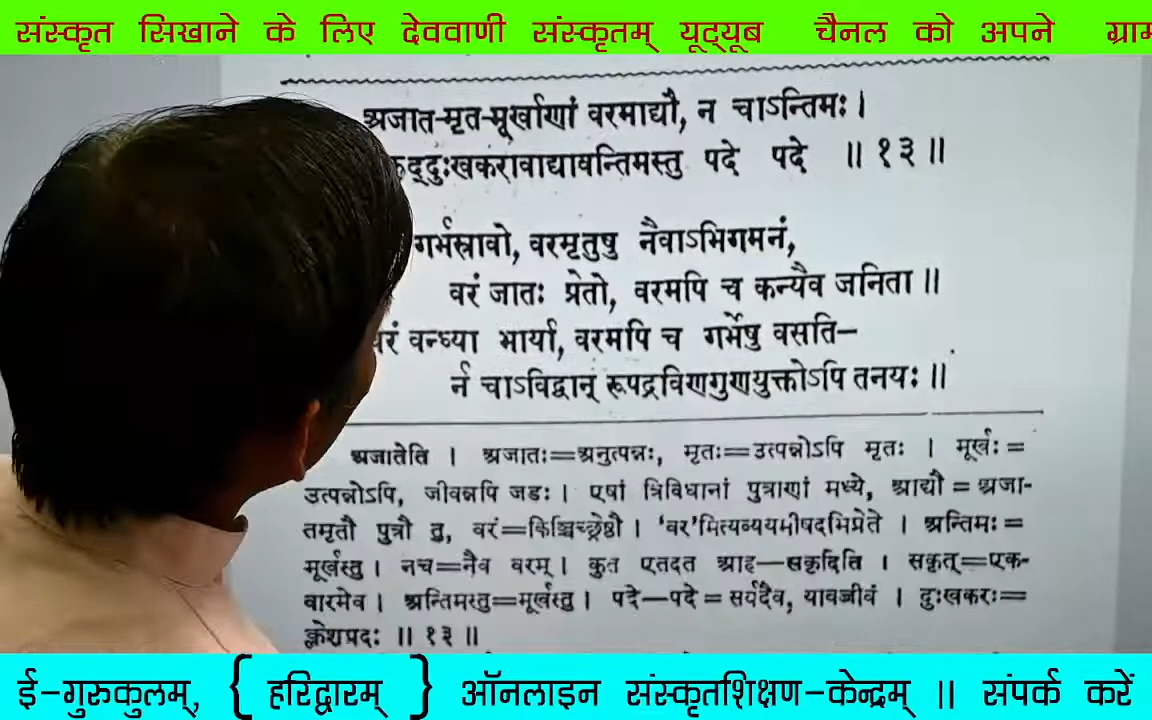 संस्कृत सिखाने के लिए देववाणी संस्कृतम् यूट्यूब चैनल को अपने ग्राम
अजात-मृत-मूर्खाणां वरमाद्यौ, न चाऽन्तिमः ।
द्दुःखकरावाद्यावन्तिमस्तु पदे पदे ॥ १३ ॥
गर्भस्रावो, वरमृतुषु नैवाऽभिगमनं,
वरं जातः प्रेतो, वरमपि च कन्यैव जनिता ॥
वरं वन्ध्या भार्या, वरमपि च गर्भेषु वसति–
र्न चाऽविद्वान् रूपद्रविणगुणयुक्तोऽपि तनयः ॥
अजातेति । अजातः=अनुत्पन्नः, मृतः=उत्पन्नोऽपि मृतः । मूर्खः=
उत्पन्नोऽपि, जीवन्नपि जडः । एषां त्रिविधानां पुत्राणां मध्ये, आद्यौ = अजा-
तमृतौ पुत्रौ तु, वरं=किञ्चिच्छ्रेष्ठौ । 'वर'मित्यव्ययमीषदभिप्रेते । अन्तिमः=
मूर्खस्तु । नच=नैव वरम् । कुत एतदत आह—सकृदिति । सकृत्=एक-
वारमेव । अन्तिमस्तु=मूर्खस्तु । पदे—पदे = सर्वदैव, यावज्जीवं । दुःखकरः=
क्लेशप्रदः ॥ १३ ॥
ई-गुरुकुलम्, { हरिद्वारम् } ऑनलाइन संस्कृतशिक्षण-केन्द्रम् ॥ संपर्क करें